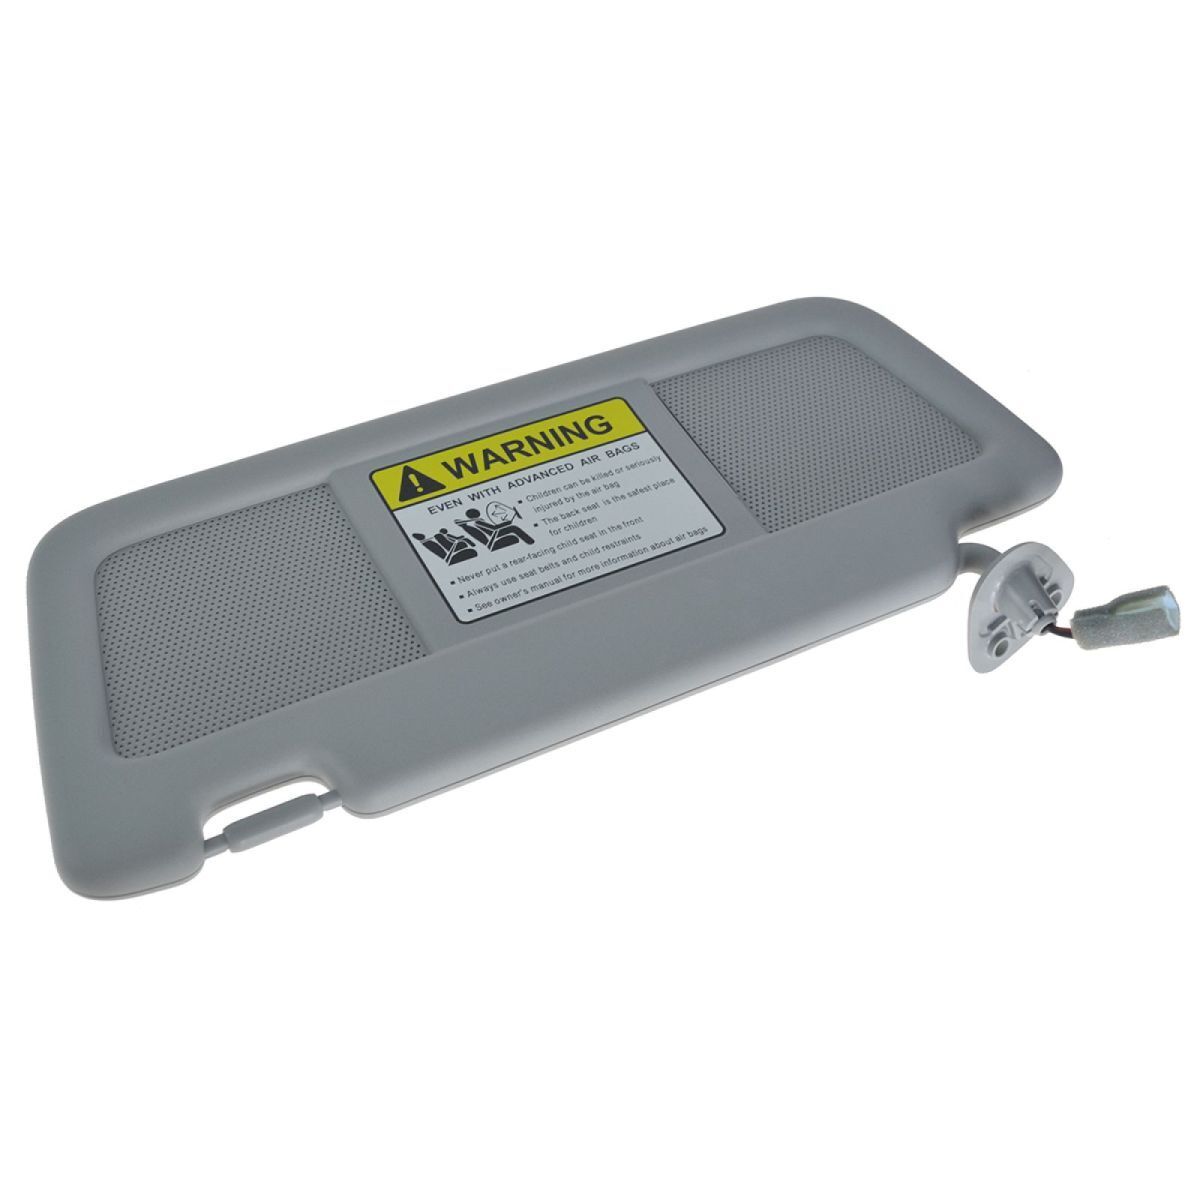 WARNING
EVEN WITH ADVANCED AIR BAGS
• Children can be killed or seriously
injured by the air bag
• The back seat is the safest place
for children
• Never put a rear-facing child seat in the front
• Always use seat belts and child restraints
• See owner's manual for more information about air bags